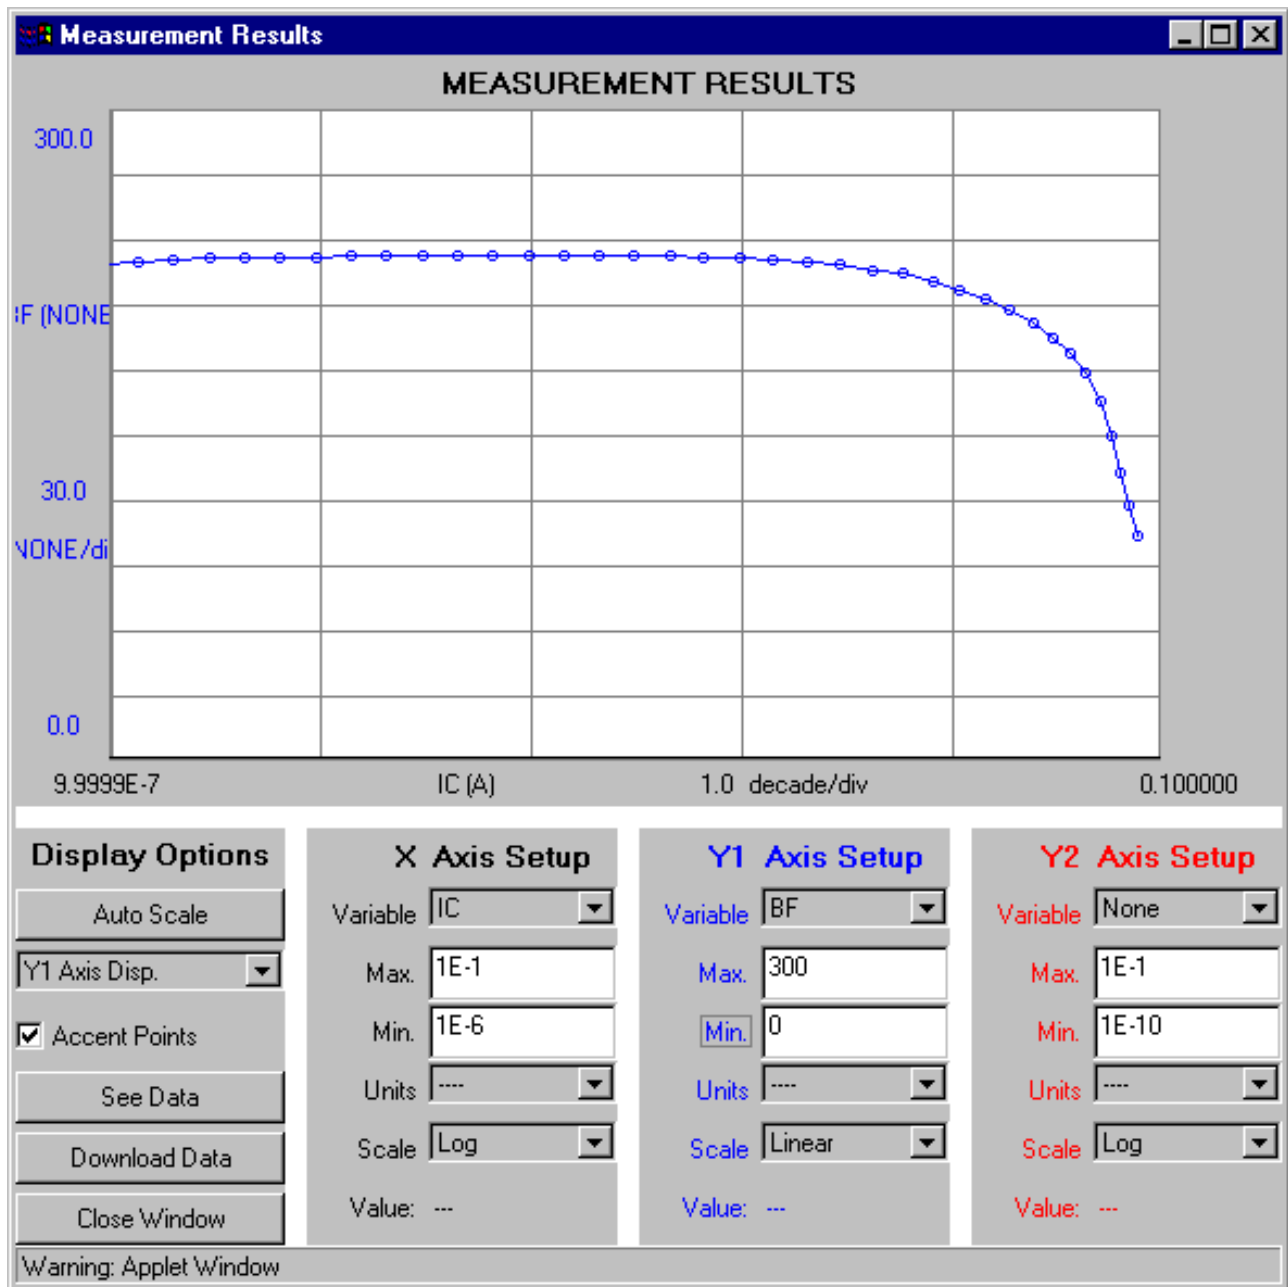 Measurement Results
MEASUREMENT RESULTS
300.0
F (NONE
30.0
NONE/di
0.0
9.9999E-7 IC (A) 1.0 decade/div 0.100000
Display Options
Auto Scale
Y1 Axis Disp.
Accent Points
See Data
Download Data
Close Window
X Axis Setup
Variable IC
Max. 1E-1
Min. 1E-6
Units ----
Scale Log
Value: ---
Y1 Axis Setup
Variable BF
Max. 300
Min. 0
Units ----
Scale Linear
Value: ---
Y2 Axis Setup
Variable None
Max. 1E-1
Min. 1E-10
Units ----
Scale Log
Value: ---
Warning: Applet Window